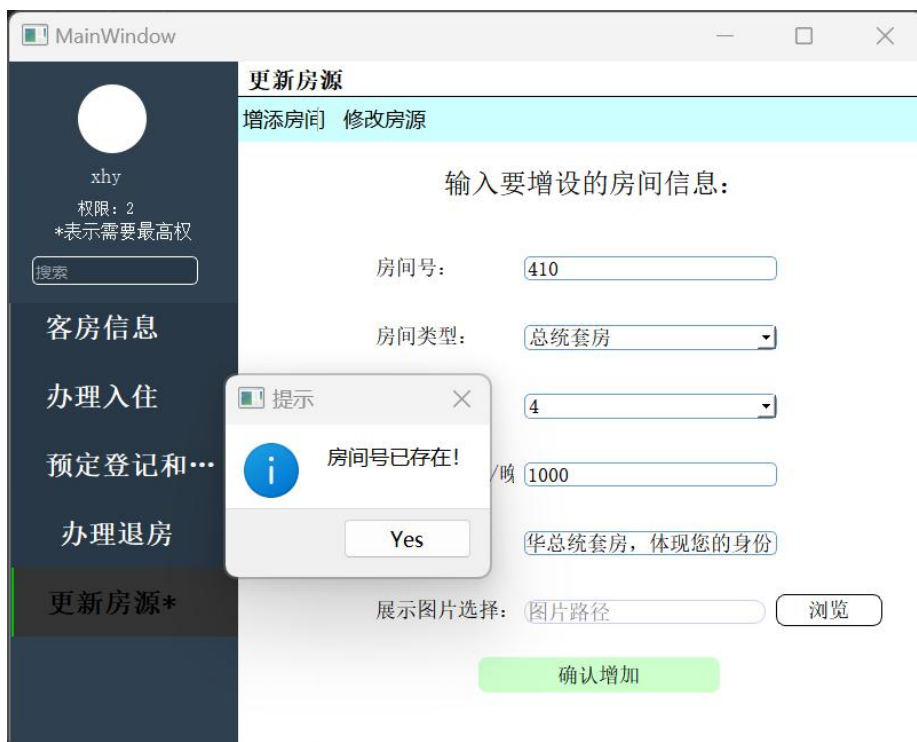 MainWindow
更新房源
增添房间 修改房源
xhy
权限：2
*表示需要最高权
搜索
客房信息
办理入住
预定登记和…
办理退房
更新房源*
输入要增设的房间信息：
房间号： 410
房间类型： 总统套房
4
/晚 1000
华总统套房，体现您的身份
展示图片选择： 图片路径 浏览
确认增加
提示
房间号已存在！
Yes